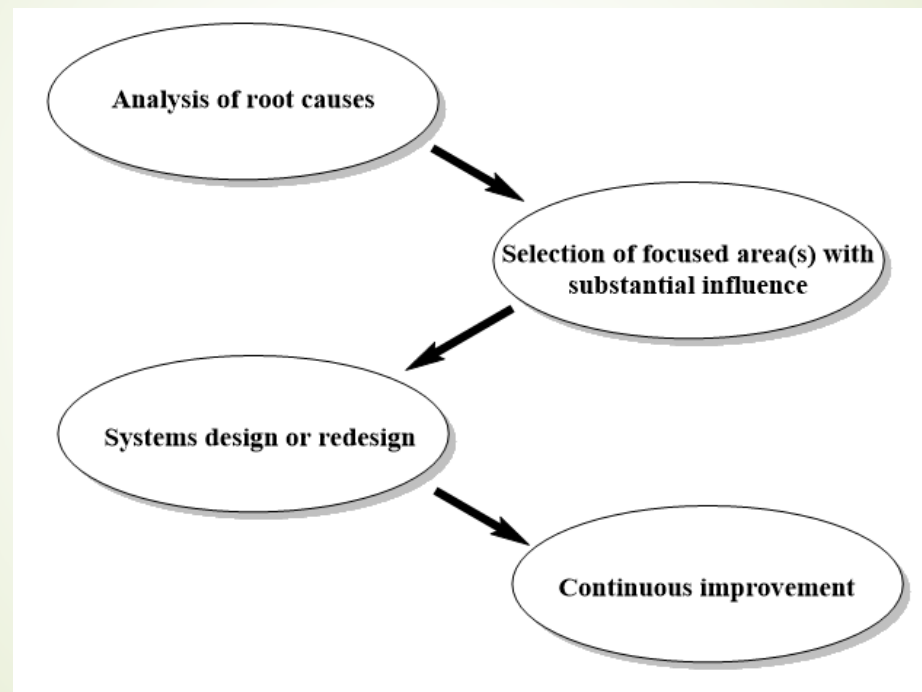 Analysis of root causes
Selection of focused area(s) with
substantial influence
Systems design or redesign
Continuous improvement